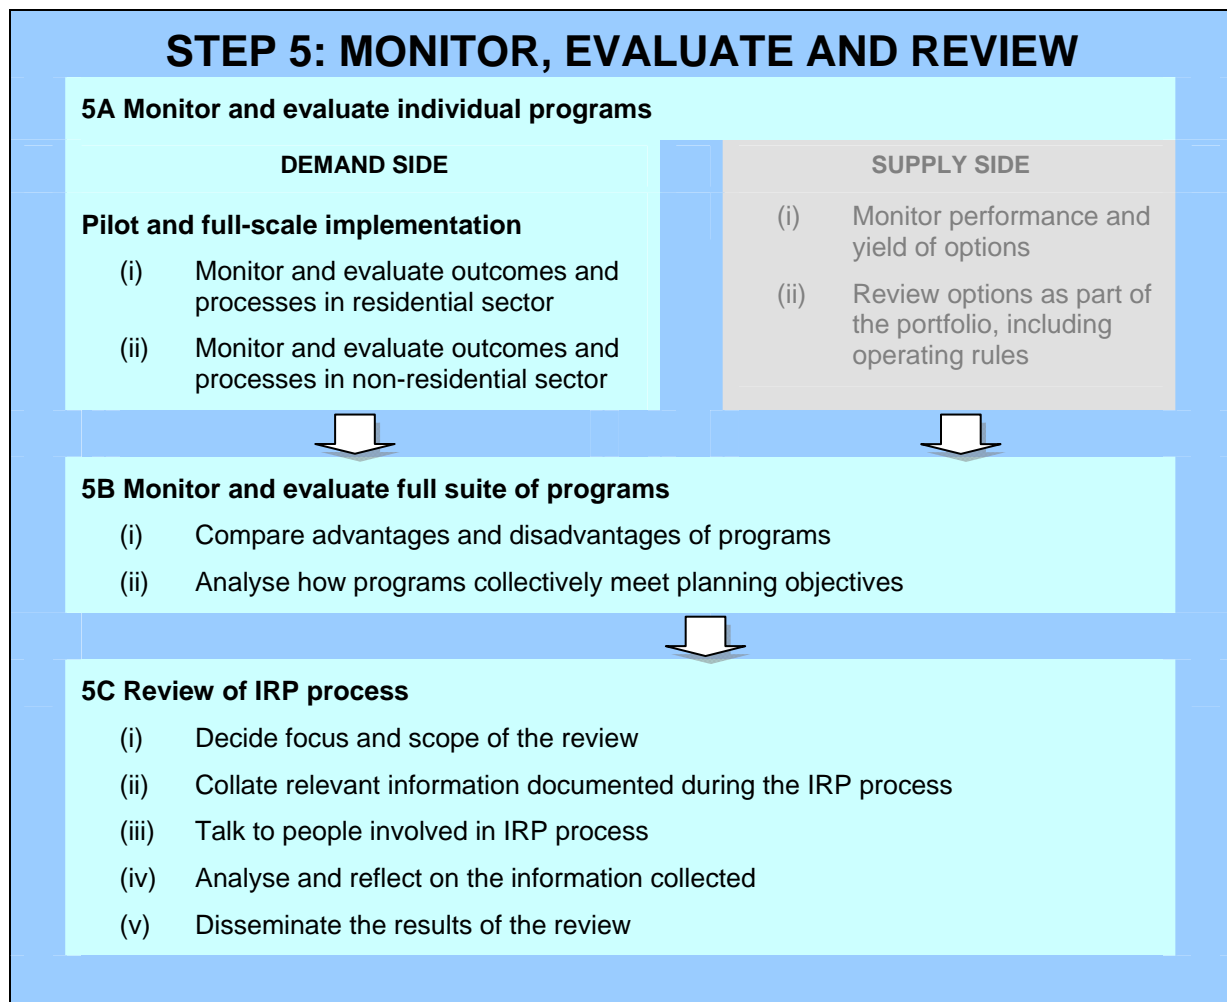 STEP 5: MONITOR, EVALUATE AND REVIEW
5A Monitor and evaluate individual programs
DEMAND SIDE
Pilot and full-scale implementation
(i) Monitor and evaluate outcomes and
processes in residential sector
(ii) Monitor and evaluate outcomes and
processes in non-residential sector
SUPPLY SIDE
(i) Monitor performance and
yield of options
(ii) Review options as part of
the portfolio, including
operating rules
5B Monitor and evaluate full suite of programs
(i) Compare advantages and disadvantages of programs
(ii) Analyse how programs collectively meet planning objectives
5C Review of IRP process
(i) Decide focus and scope of the review
(ii) Collate relevant information documented during the IRP process
(iii) Talk to people involved in IRP process
(iv) Analyse and reflect on the information collected
(v) Disseminate the results of the review